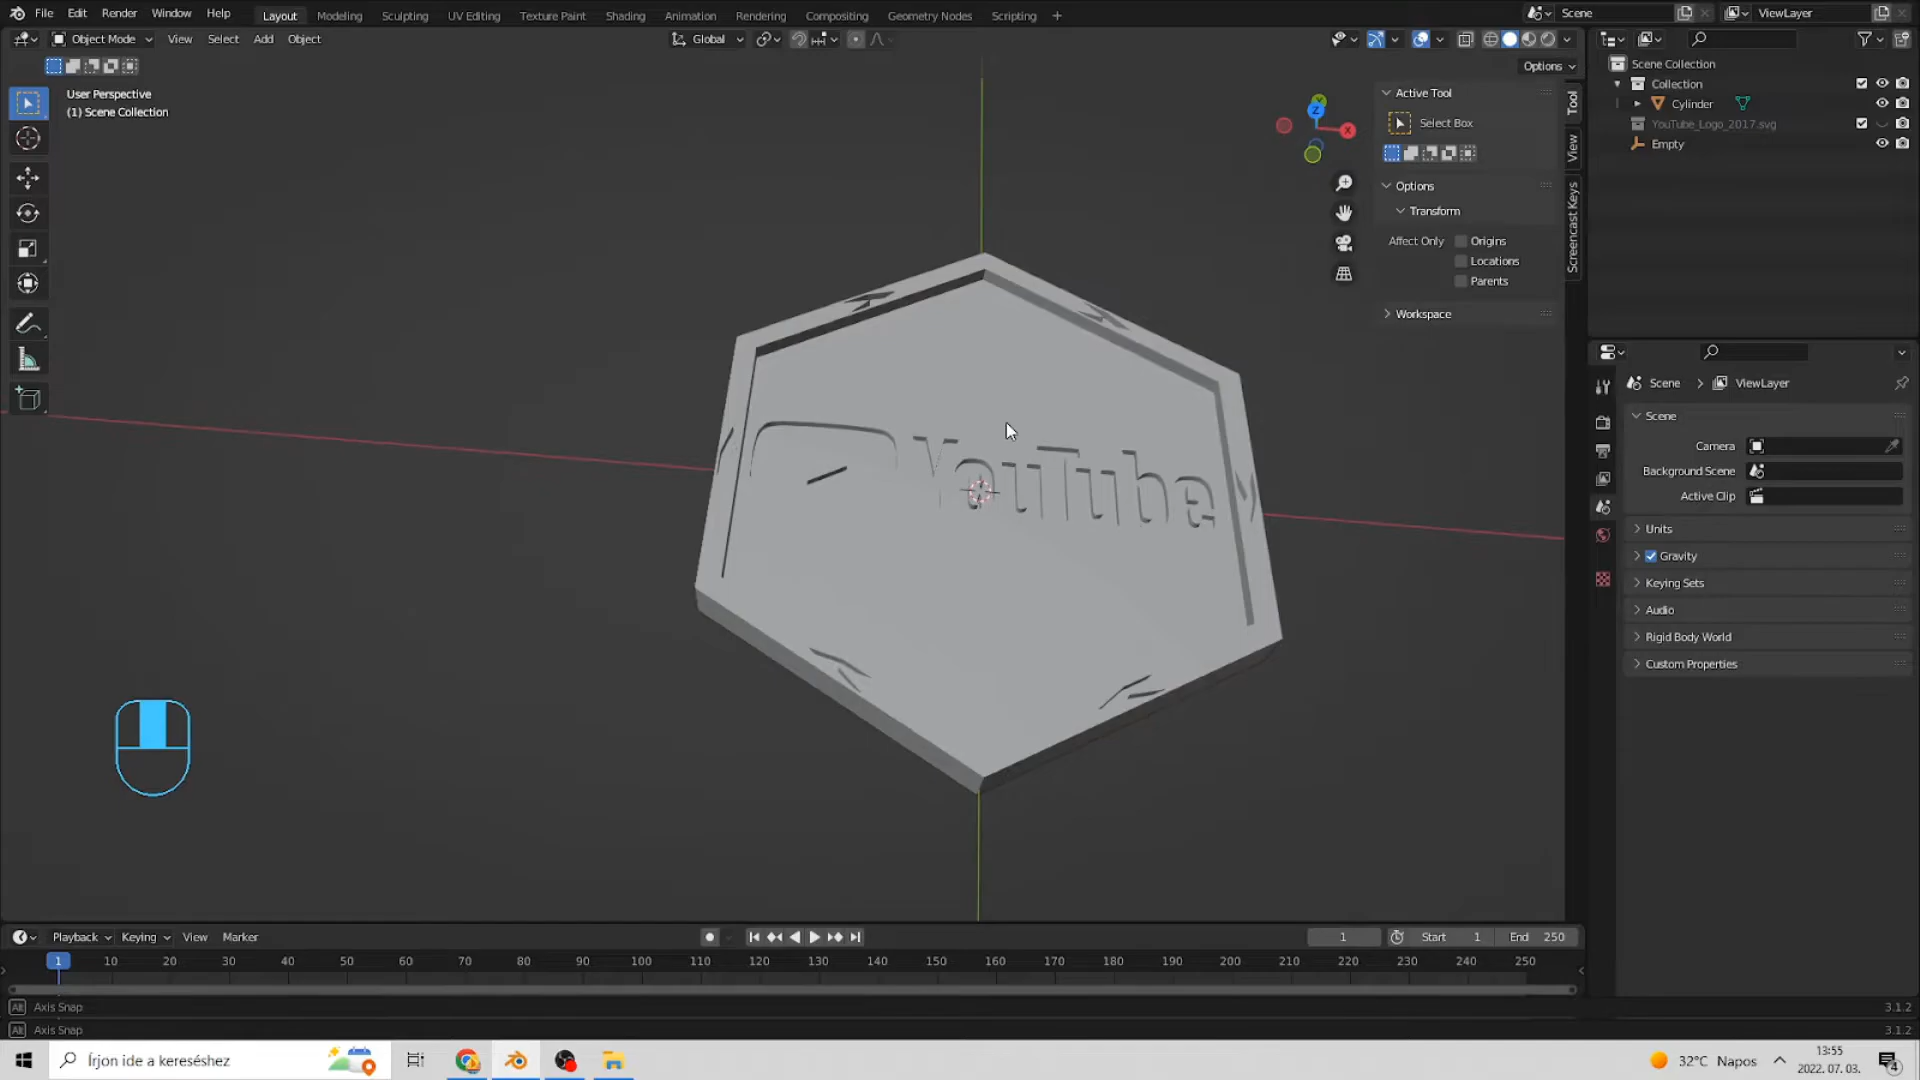 File Edit Render Window Help Layout Modeling Sculpting UV Editing Texture Paint Shading Animation Rendering Compositing Geometry Nodes Scripting + Scene ViewLayer
Object Mode View Select Add Object Global
Options
User Perspective
(1) Scene Collection
Active Tool
Select Box
Options
Transform
Affect Only Origins
Locations
Parents
Workspace
Tool
View
Screencast Keys
Z
Y
X
Scene Collection
Collection
Cylinder
YouTube_Logo_2017.svg
Empty
Scene > ViewLayer
Scene
Camera
Background Scene
Active Clip
Units
Gravity
Keying Sets
Audio
Rigid Body World
Custom Properties
YouTube
Playback Keying View Marker 1 Start 1 End 250
1 10 20 30 40 50 60 70 80 90 100 110 120 130 140 150 160 170 180 190 200 210 220 230 240 250
Alt Axis Snap 3.1.2
Alt Axis Snap 3.1.2
Írjon ide a kereséshez 32°C Napos 13:55
2022. 07. 03. 4